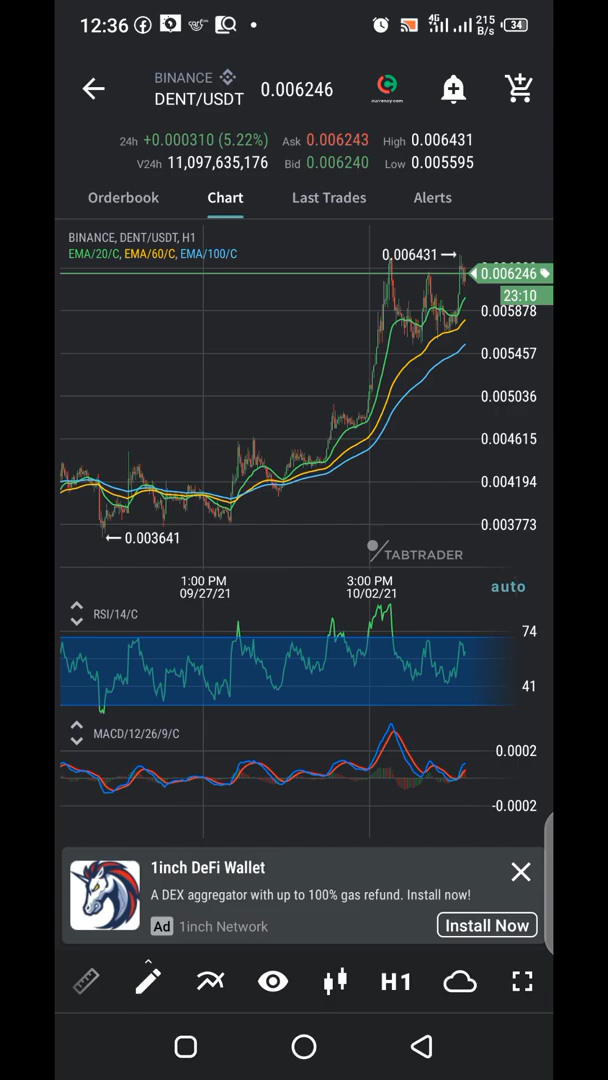 12:36
4G 215 B/s 34
BINANCE
DENT/USDT 0.006246
currency.com
24h +0.000310 (5.22%) Ask 0.006243 High 0.006431
V24h 11,097,635,176 Bid 0.006240 Low 0.005595
Orderbook Chart Last Trades Alerts
BINANCE, DENT/USDT, H1
EMA/20/C, EMA/60/C, EMA/100/C
0.006431
0.006246
23:10
0.005878
0.005457
0.005036
0.004615
0.004194
0.003773
0.003641
TABTRADER
1:00 PM 3:00 PM
09/27/21 10/02/21
auto
RSI/14/C
74
41
MACD/12/26/9/C
0.0002
-0.0002
1inch DeFi Wallet
A DEX aggregator with up to 100% gas refund. Install now!
Ad 1inch Network
Install Now
H1